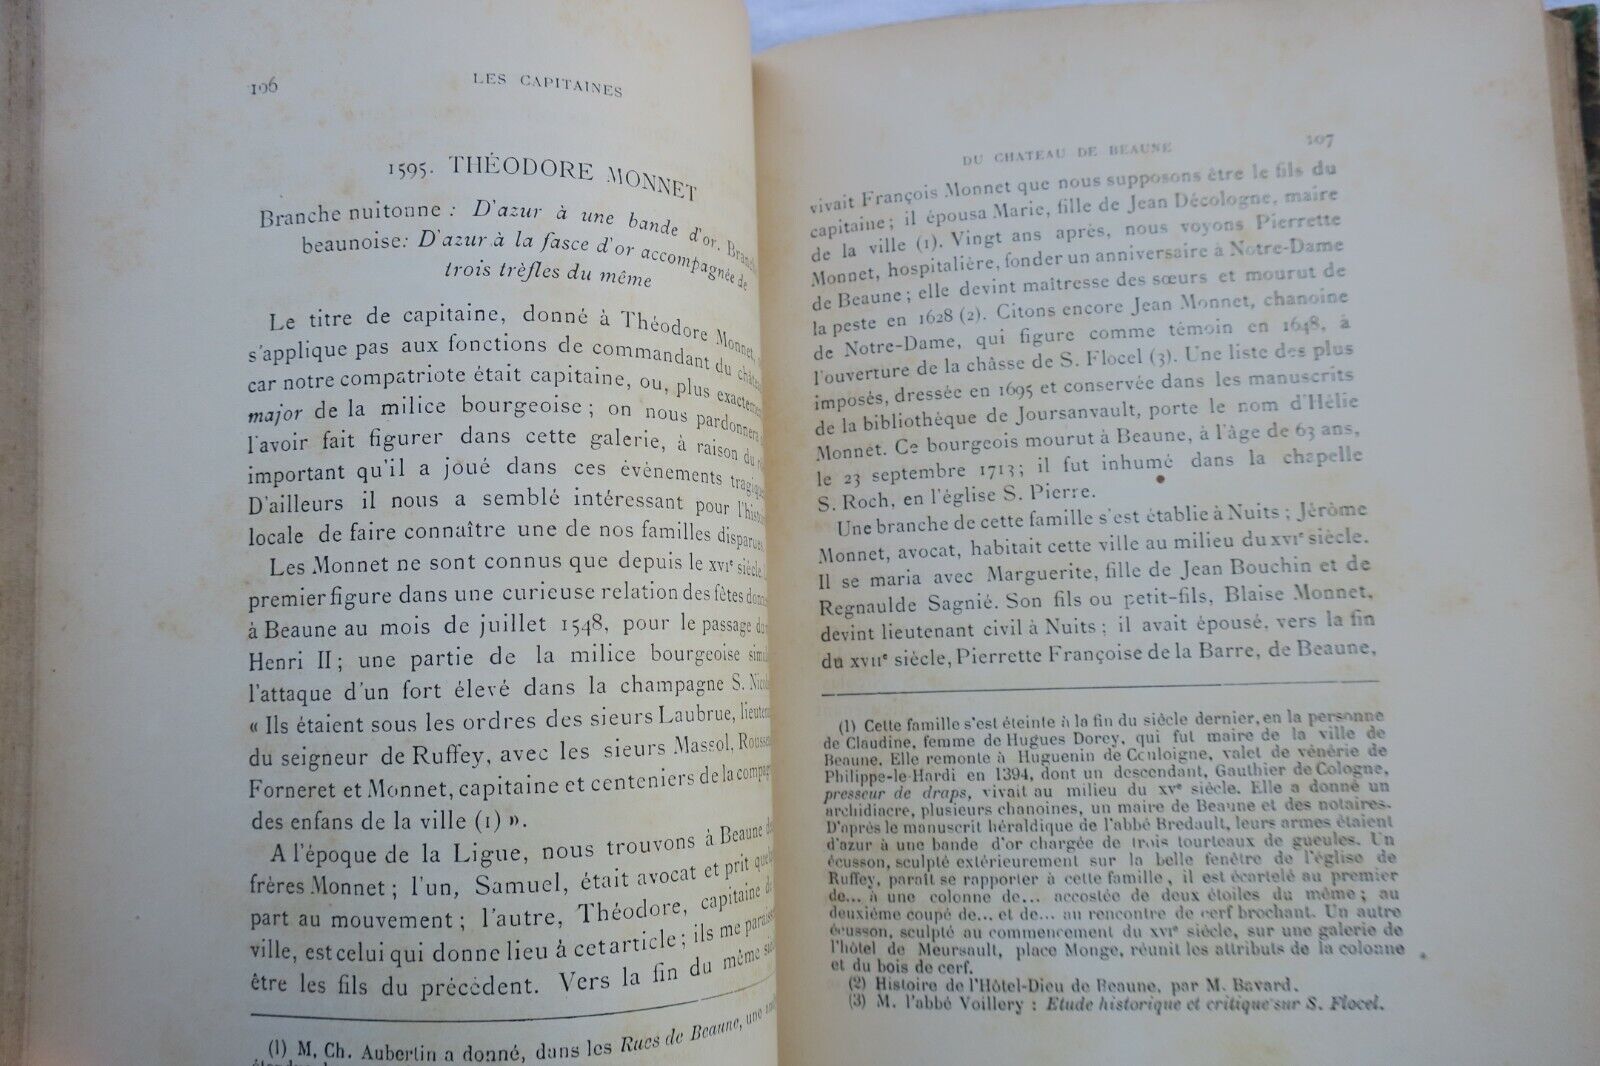 106
LES CAPITAINES
1595. THÉODORE MONNET
Branche nuitonne : D'azur à une bande d'or. Branche
beaunoise : D'azur à la fasce d'or accompagnée de
trois trèfles du même
Le titre de capitaine, donné à Théodore Monnet,
s'applique pas aux fonctions de commandant du
car notre compatriote était capitaine, ou, plus
major de la milice bourgeoise ; on nous pardonnera
l'avoir fait figurer dans cette galerie, à raison du
important qu'il a joué dans ces événements
D'ailleurs il nous a semblé intéressant pour
locale de faire connaître une de nos familles disparues.
Les Monnet ne sont connus que depuis le XVIe siècle.
premier figure dans une curieuse relation des fêtes
à Beaune au mois de juillet 1548, pour le passage
Henri II ; une partie de la milice bourgeoise
l'attaque d'un fort élevé dans la champagne S.
« Ils étaient sous les ordres des sieurs Laubrue,
du seigneur de Ruffey, avec les sieurs Massol,
Forneret et Monnet, capitaine et centeniers de la
des enfans de la ville (1) ».
A l'époque de la Ligue, nous trouvons à Beaune
frères Monnet ; l'un, Samuel, était avocat et prit
part au mouvement ; l'autre, Théodore, capitaine
ville, est celui qui donne lieu à cet article ; ils me
être les fils du précédent. Vers la fin du même
(1) M. Ch. Aubertin a donné, dans les Rues de Beaune, une
DU CHATEAU DE BEAUNE
107
vivait François Monnet que nous supposons être le fils du
capitaine ; il épousa Marie, fille de Jean Décologne, maire
de la ville (1). Vingt ans après, nous voyons Pierrette
Monnet, hospitalière, fonder un anniversaire à Notre-Dame
de Beaune ; elle devint maîtresse des sœurs et mourut de
la peste en 1628 (2). Citons encore Jean Monnet, chanoine
de Notre-Dame, qui figure comme témoin en 1648, à
l'ouverture de la châsse de S. Flocel (3). Une liste des plus
imposés, dressée en 1695 et conservée dans les manuscrits
de la bibliothèque de Joursanvault, porte le nom d'Hélie
Monnet. Ce bourgeois mourut à Beaune, à l'âge de 63 ans,
le 23 septembre 1713 ; il fut inhumé dans la chapelle
S. Roch, en l'église S. Pierre.
Une branche de cette famille s'est établie à Nuits ; Jérôme
Monnet, avocat, habitait cette ville au milieu du XVIe siècle.
Il se maria avec Marguerite, fille de Jean Bouchin et de
Regnaulde Sagnié. Son fils ou petit-fils, Blaise Monnet,
devint lieutenant civil à Nuits ; il avait épousé, vers la fin
du XVIIe siècle, Pierrette Françoise de la Barre, de Beaune,
(1) Cette famille s'est éteinte à la fin du siècle dernier, en la personne
de Claudine, femme de Hugues Dorey, qui fut maire de la ville de
Beaune. Elle remonte à Huguenin de Couloigne, valet de vénerie de
Philippe-le-Hardi en 1394, dont un descendant, Gauthier de Cologne,
presseur de draps, vivait au milieu du XVe siècle. Elle a donné un
archidiacre, plusieurs chanoines, un maire de Beaune et des notaires.
D'après le manuscrit héraldique de l'abbé Bredault, leurs armes étaient
d'azur à une bande d'or chargée de trois tourteaux de gueules. Un
écusson, sculpté extérieurement sur la belle fenêtre de l'église de
Ruffey, paraît se rapporter à cette famille, il est écartelé au premier
de... à une colonne de... accostée de deux étoiles du même ; au
deuxième coupé de... et de... au rencontre de cerf brochant. Un autre
écusson, sculpté au commencement du XVIe siècle, sur une galerie de
l'hôtel de Meursault, place Monge, réunit les attributs de la colonne
et du bois de cerf.
(2) Histoire de l'Hôtel-Dieu de Beaune, par M. Bavard.
(3) M. l'abbé Voillery : Etude historique et critique sur S. Flocel.